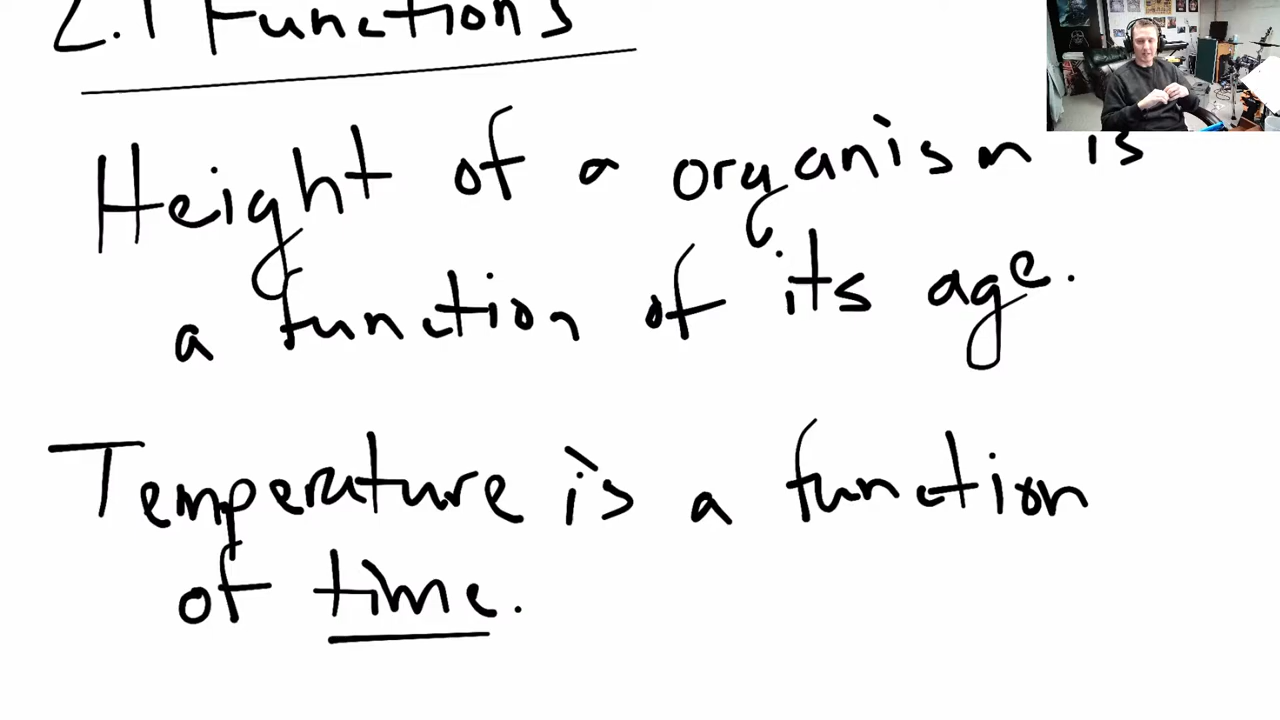 2.1 Functions
Height of a organism is
a function of its age.
Temperature is a function
of time.